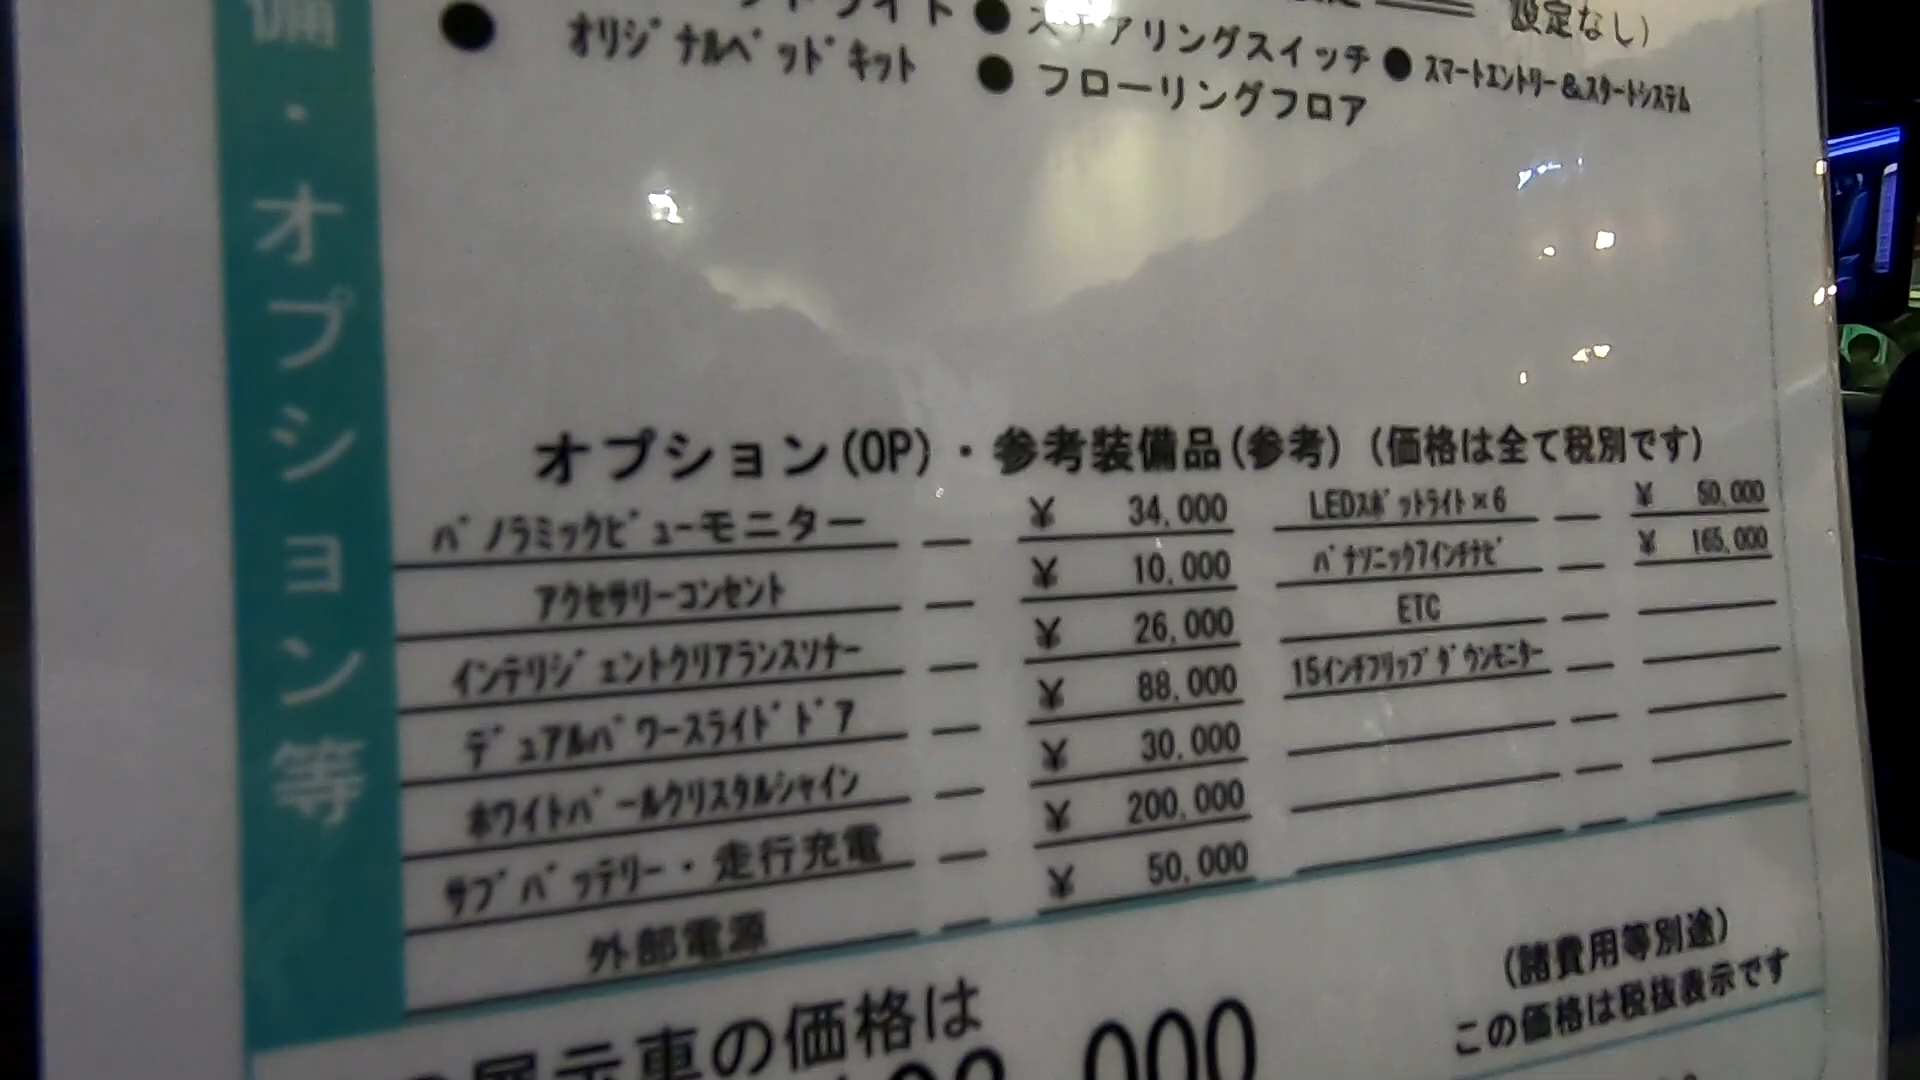 備・オプション等
設定なし)
ステアリングスイッチ
● オリジナルベッドキット ● フローリングフロア ● スマートエントリー&スタートシステム
オプション(OP)・参考装備品(参考) (価格は全て税別です)
パノラミックビューモニター — ¥ 34,000 LEDスポットライト×6 — ¥ 50,000
アクセサリーコンセント — ¥ 10,000 パナソニック7インチナビ — ¥ 165,000
インテリジェントクリアランスソナー — ¥ 26,000 ETC —
デュアルパワースライドドア — ¥ 88,000 15インチフリップダウンモニター —
ホワイトパールクリスタルシャイン — ¥ 30,000
サブバッテリー・走行充電 — ¥ 200,000
外部電源 — ¥ 50,000
展示車の価格は
000
(諸費用等別途)
この価格は税抜表示です